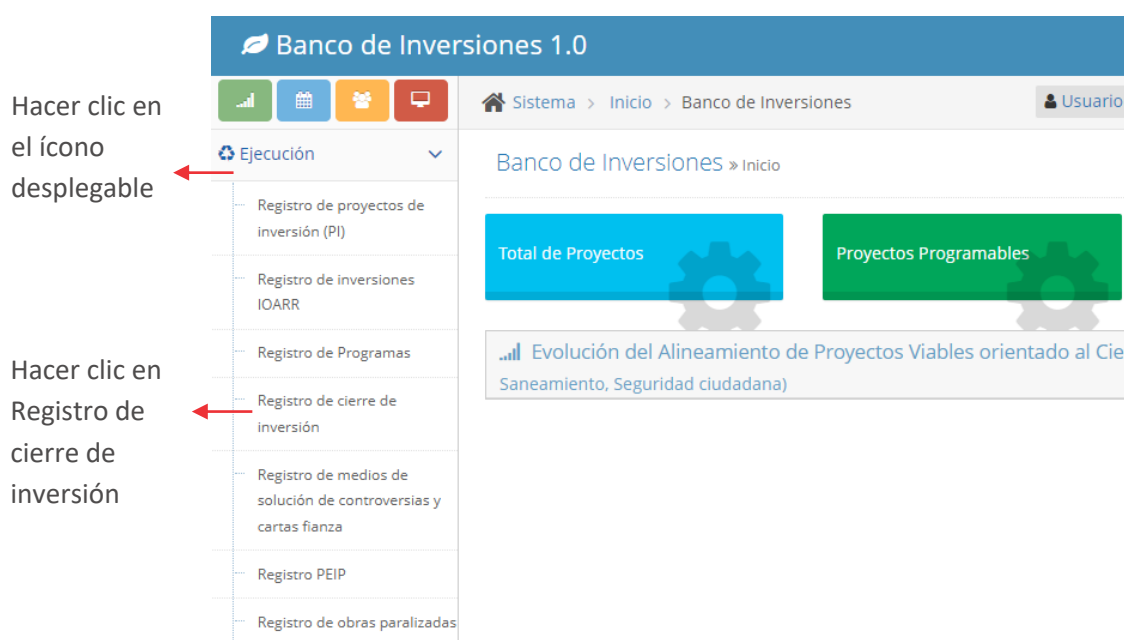 Banco de Inversiones 1.0
Hacer clic en
el ícono
desplegable
Sistema > Inicio > Banco de Inversiones
Usuario
Ejecución
Banco de Inversiones » Inicio
Registro de proyectos de
inversión (PI)
Total de Proyectos
Proyectos Programables
Registro de inversiones
IOARR
Registro de Programas
Evolución del Alineamiento de Proyectos Viables orientado al Cie
Saneamiento, Seguridad ciudadana)
Hacer clic en
Registro de
cierre de
inversión
Registro de cierre de
inversión
Registro de medios de
solución de controversias y
cartas fianza
Registro PEIP
Registro de obras paralizadas